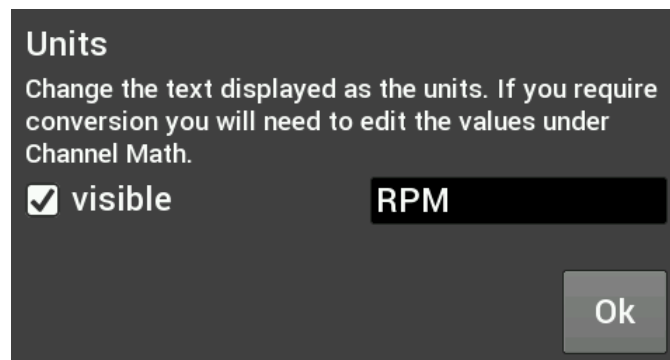 Units
Change the text displayed as the units. If you require
conversion you will need to edit the values under
Channel Math.
visible
RPM
Ok